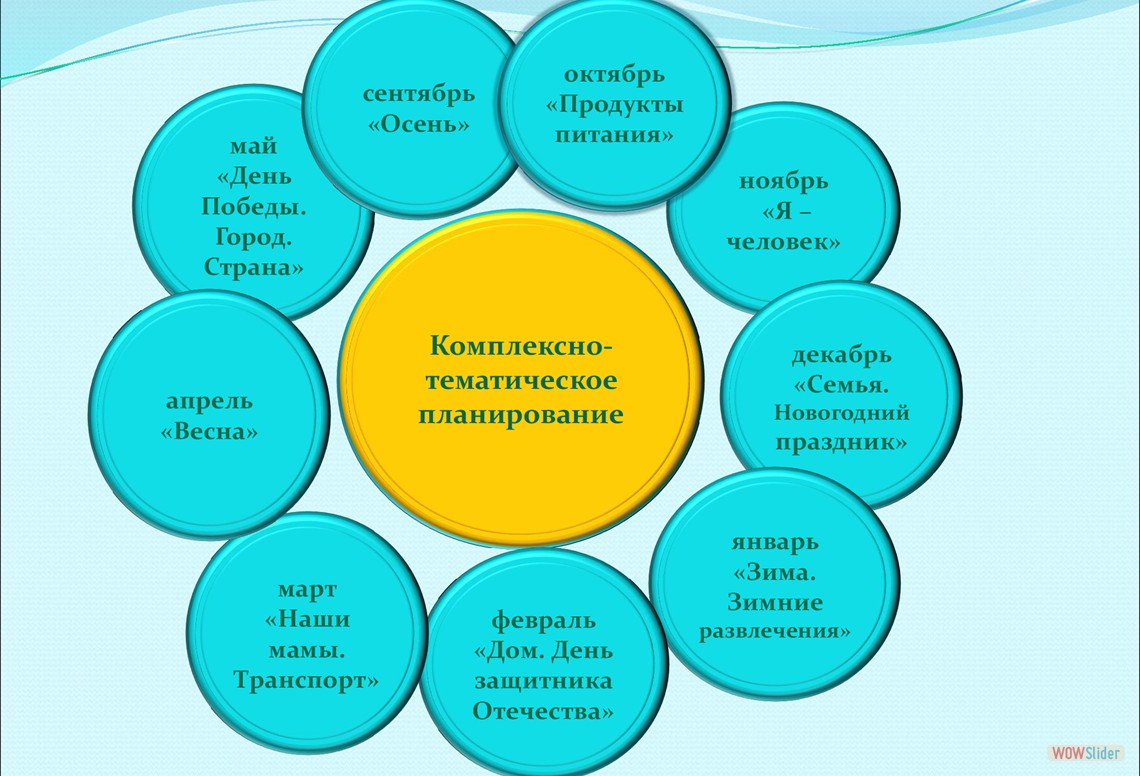 сентябрь
«Осень»
октябрь
«Продукты
питания»
ноябрь
«Я –
человек»
декабрь
«Семья.
Новогодний
праздник»
январь
«Зима.
Зимние
развлечения»
февраль
«Дом. День
защитника
Отечества»
март
«Наши
мамы.
Транспорт»
апрель
«Весна»
май
«День
Победы.
Город.
Страна»
Комплексно-
тематическое
планирование
WOWSlider